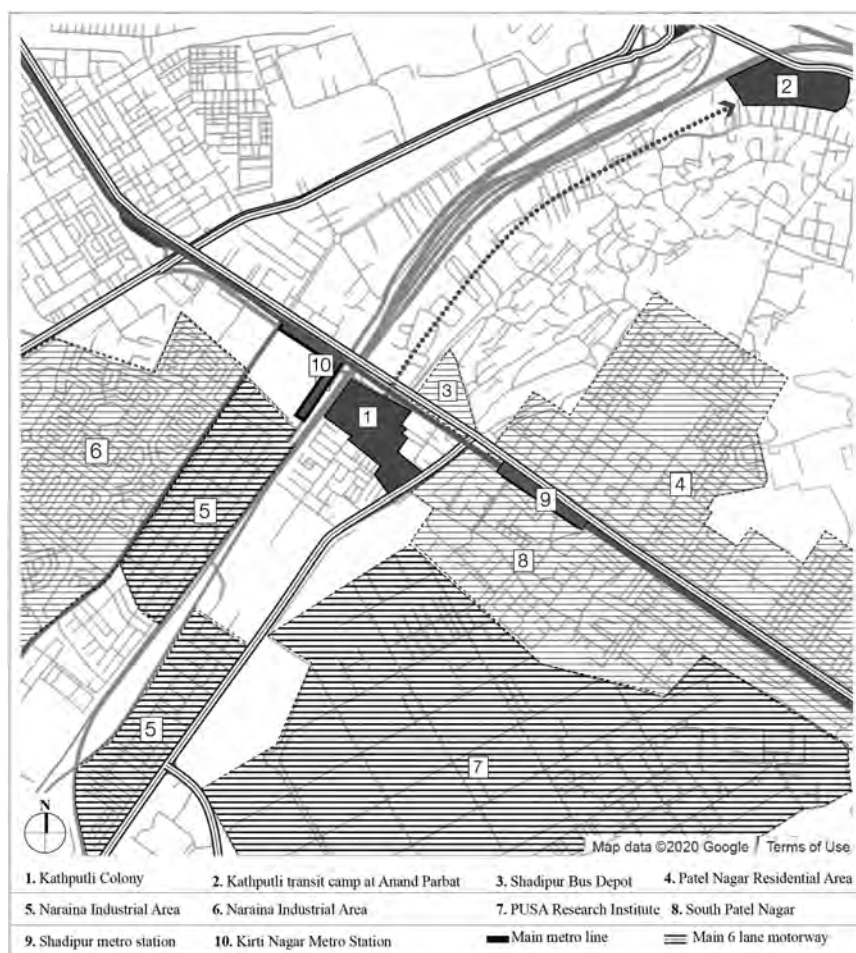 2
10
3
1
6
4
9
5
8
5
7
N
Map data ©2020 Google Terms of Use
1. Kathputli Colony 2. Kathputli transit camp at Anand Parbat 3. Shadipur Bus Depot 4. Patel Nagar Residential Area
5. Naraina Industrial Area 6. Naraina Industrial Area 7. PUSA Research Institute 8. South Patel Nagar
9. Shadipur metro station 10. Kirti Nagar Metro Station Main metro line Main 6 lane motorway